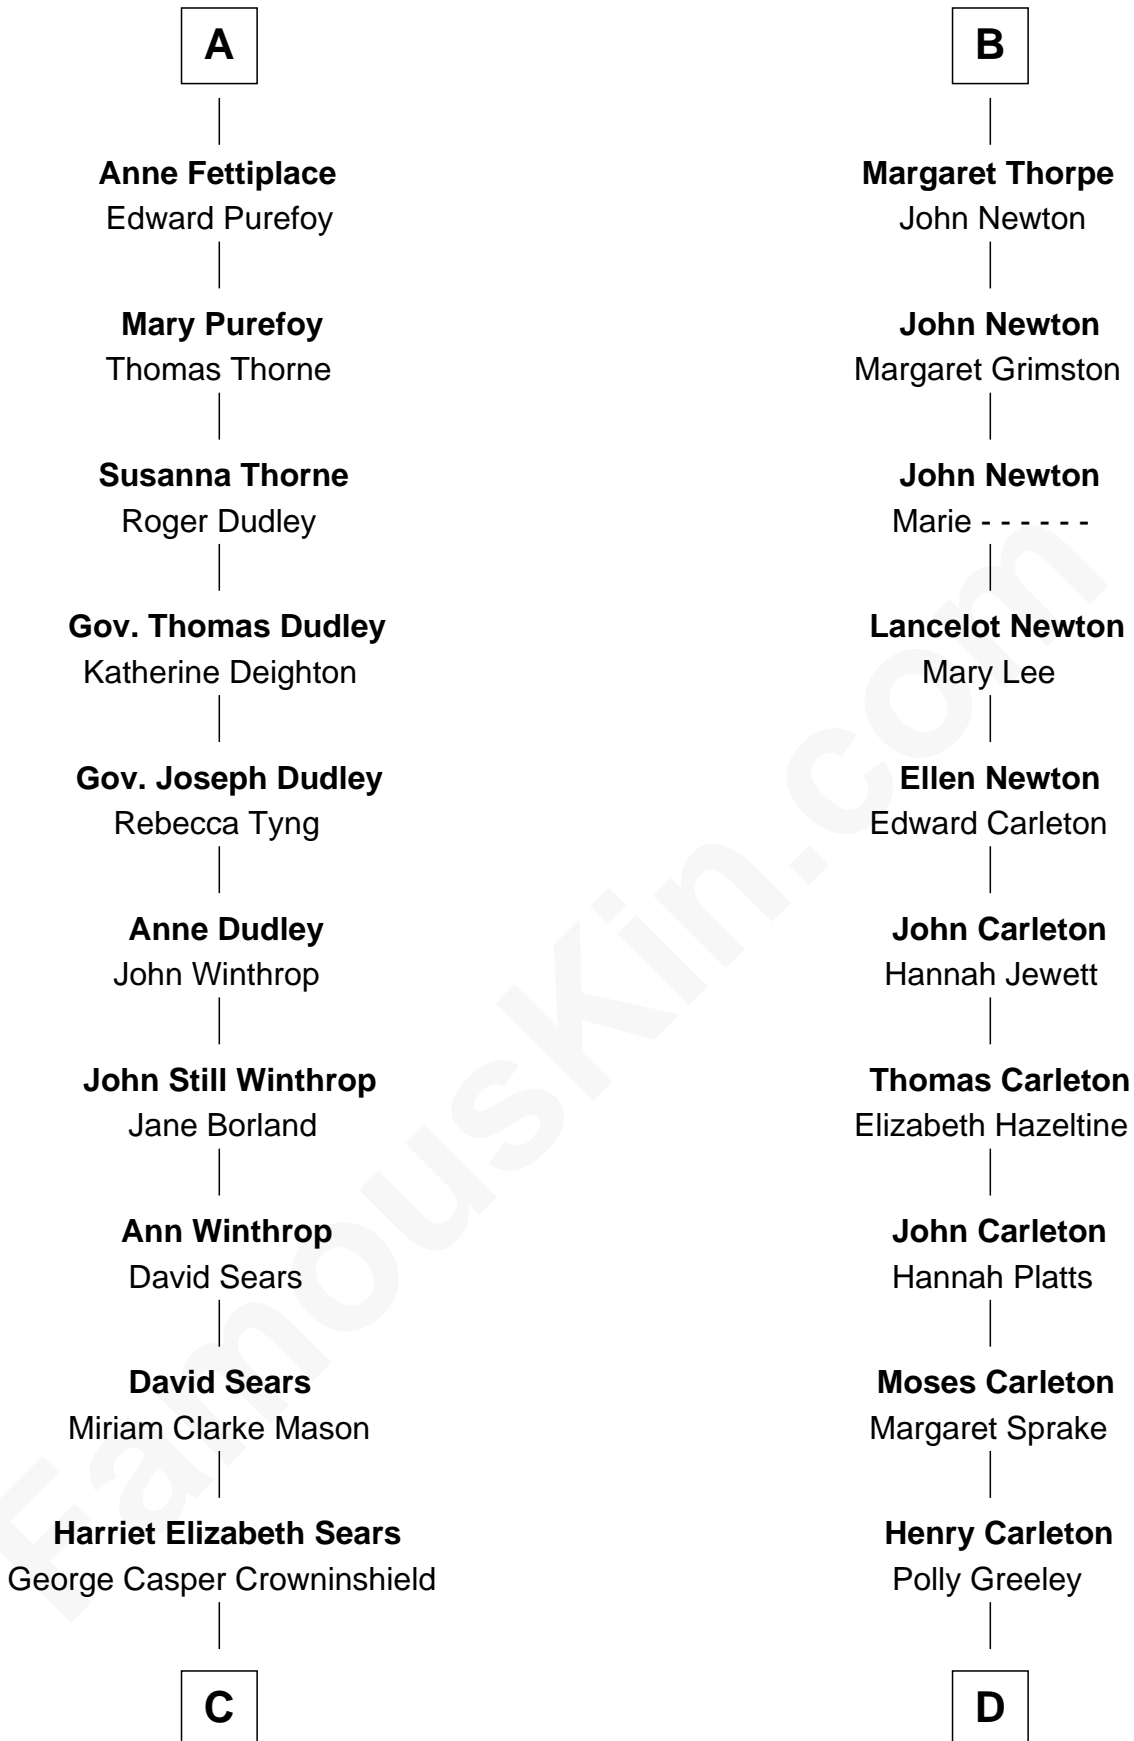 A
Anne Fettiplace
Edward Purefoy
Mary Purefoy
Thomas Thorne
Susanna Thorne
Roger Dudley
Gov. Thomas Dudley
Katherine Deighton
Gov. Joseph Dudley
Rebecca Tyng
Anne Dudley
John Winthrop
John Still Winthrop
Jane Borland
Ann Winthrop
David Sears
David Sears
Miriam Clarke Mason
Harriet Elizabeth Sears
George Casper Crowninshield
C
B
Margaret Thorpe
John Newton
John Newton
Margaret Grimston
John Newton
Marie - - - - - -
Lancelot Newton
Mary Lee
Ellen Newton
Edward Carleton
John Carleton
Hannah Jewett
Thomas Carleton
Elizabeth Hazeltine
John Carleton
Hannah Platts
Moses Carleton
Margaret Sprake
Henry Carleton
Polly Greeley
D
FamousKin.com